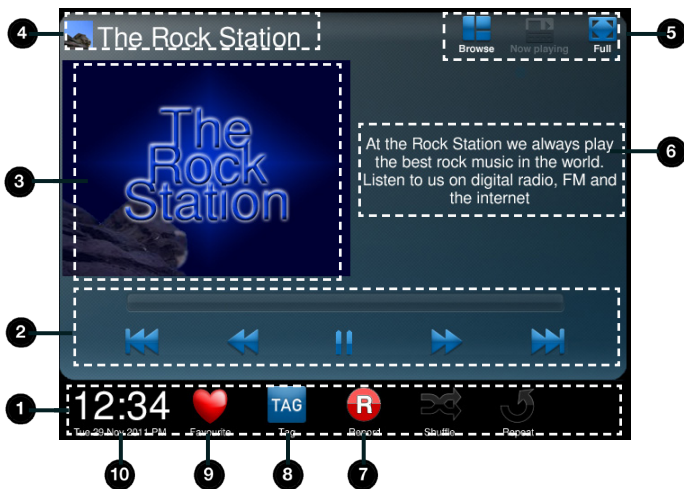 4
The Rock Station
Browse
Now playing
Full
5
The
Rock
Station
3
At the Rock Station we always play
the best rock music in the world.
Listen to us on digital radio, FM and
the internet
6
2
1
12:34
TAG
R
Tue 29 Nov 2011 PM
Favourite
Tag
Record
Shuffle
Repeat
10
9
8
7